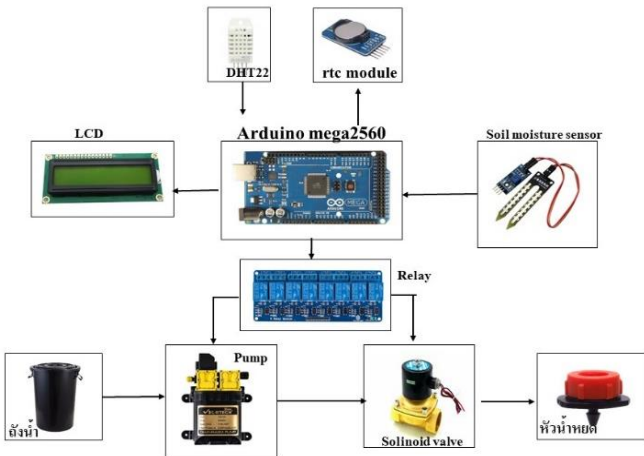 DHT22
rtc module
LCD
Arduino mega2560
Soil moisture sensor
Relay
Pump
ถังน้ำ
Solinoid valve
หัวน้ำหยด